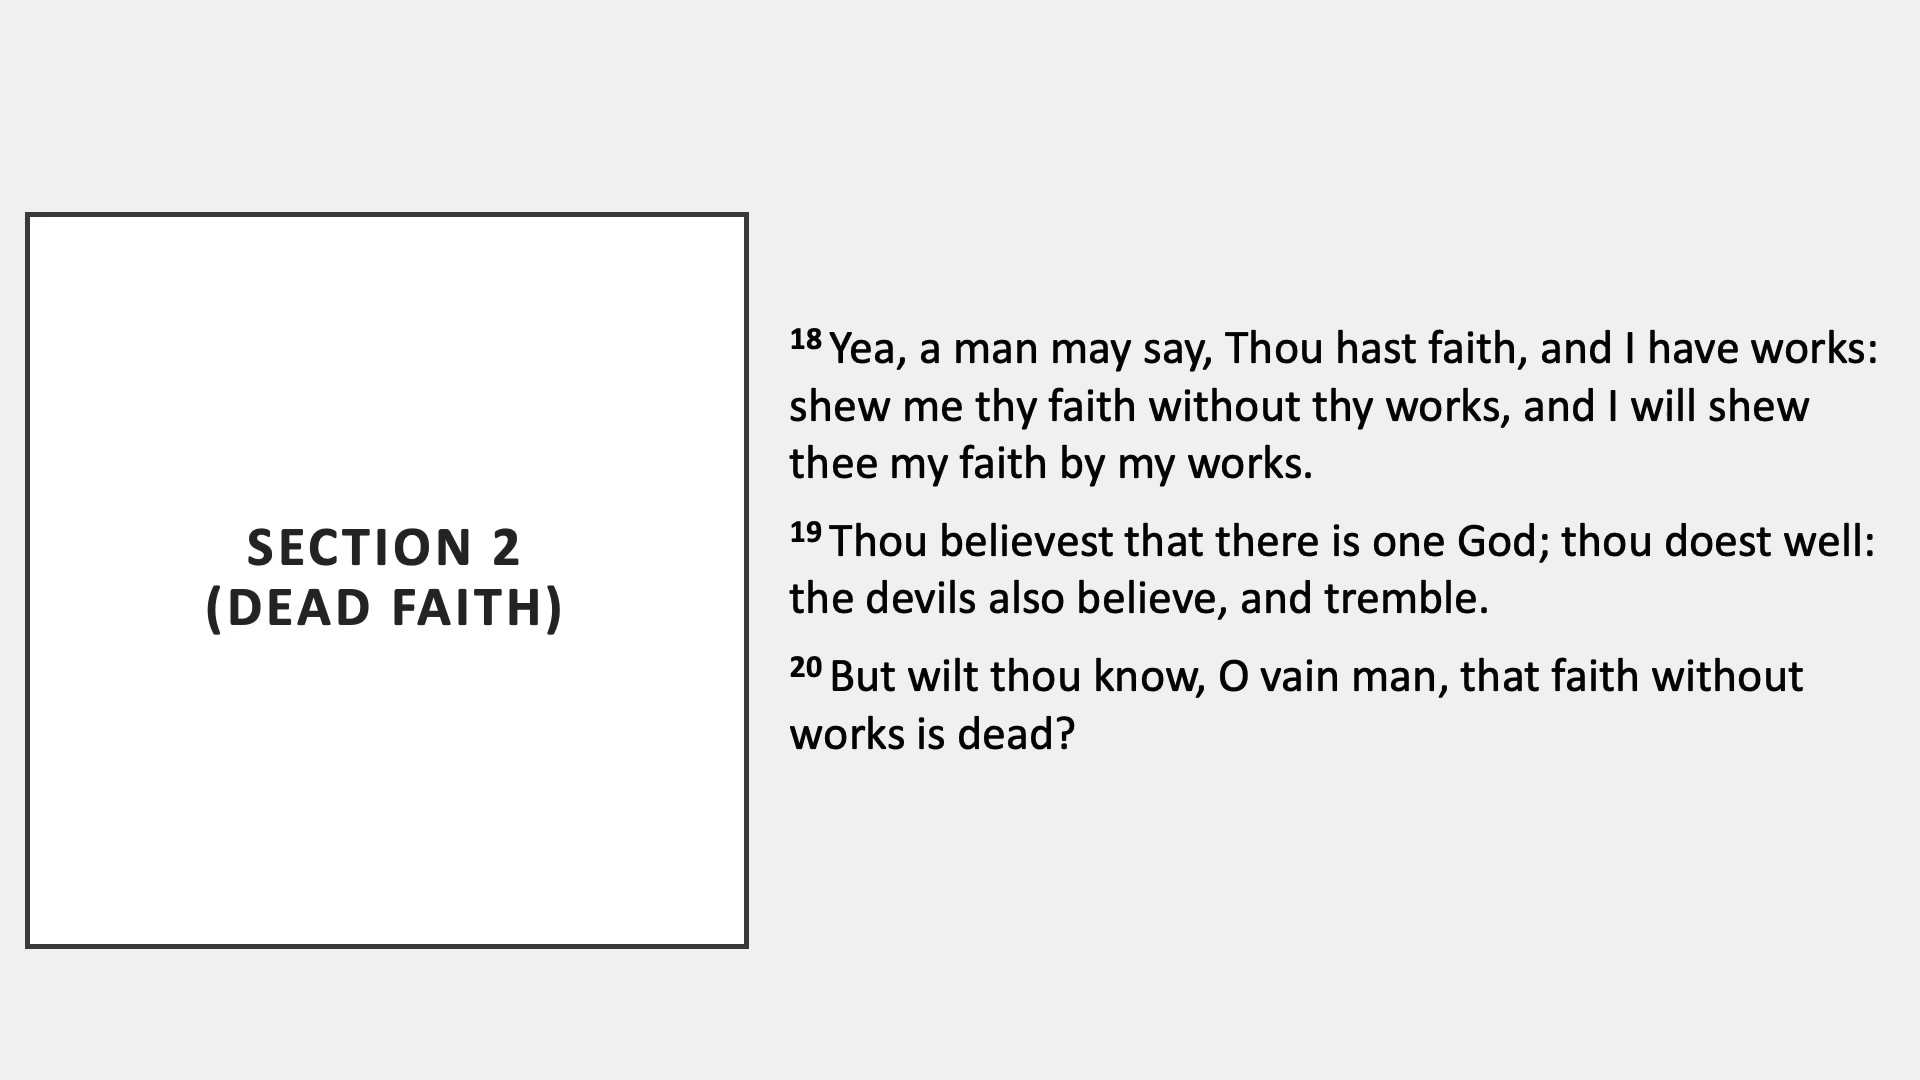 SECTION 2
(DEAD FAITH)
18 Yea, a man may say, Thou hast faith, and I have works:
shew me thy faith without thy works, and I will shew
thee my faith by my works.
19 Thou believest that there is one God; thou doest well:
the devils also believe, and tremble.
20 But wilt thou know, O vain man, that faith without
works is dead?